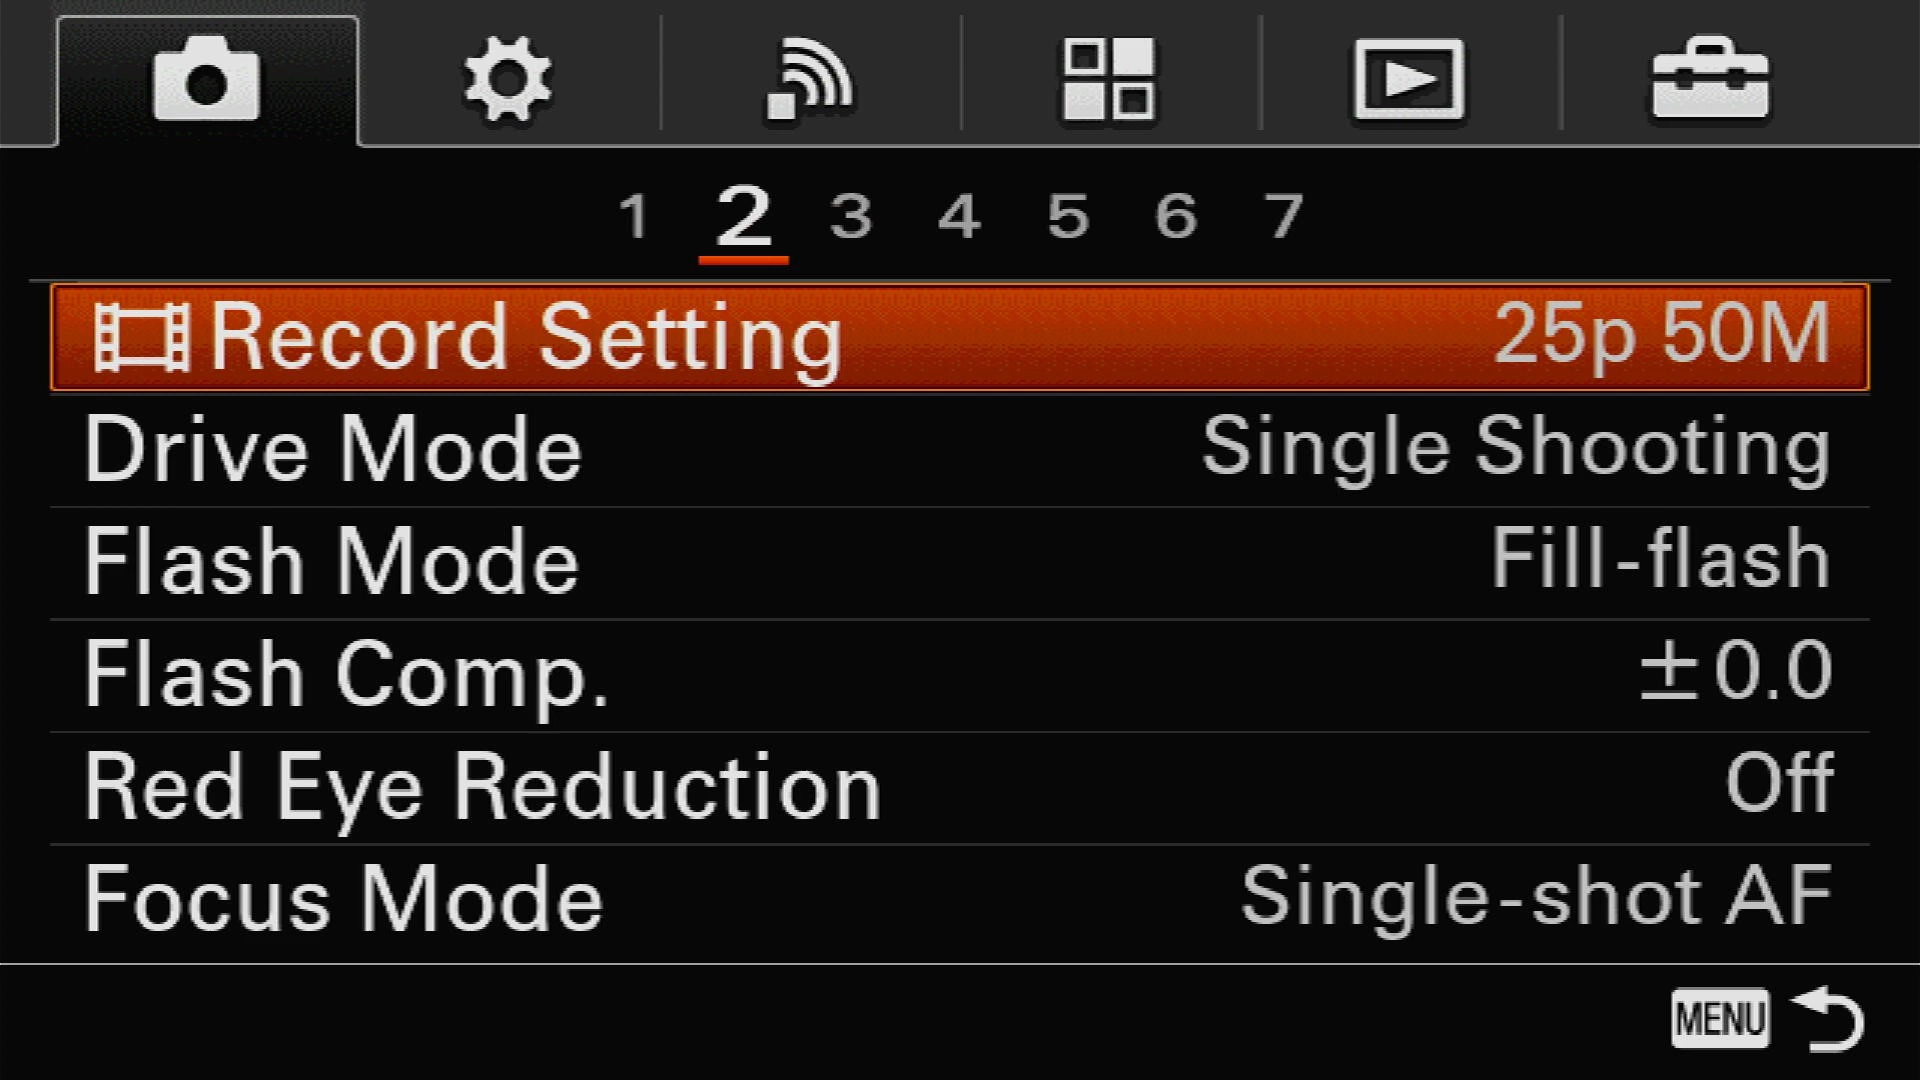 1 2 3 4 5 6 7
Record Setting 25p 50M
Drive Mode Single Shooting
Flash Mode Fill-flash
Flash Comp. ±0.0
Red Eye Reduction Off
Focus Mode Single-shot AF
MENU